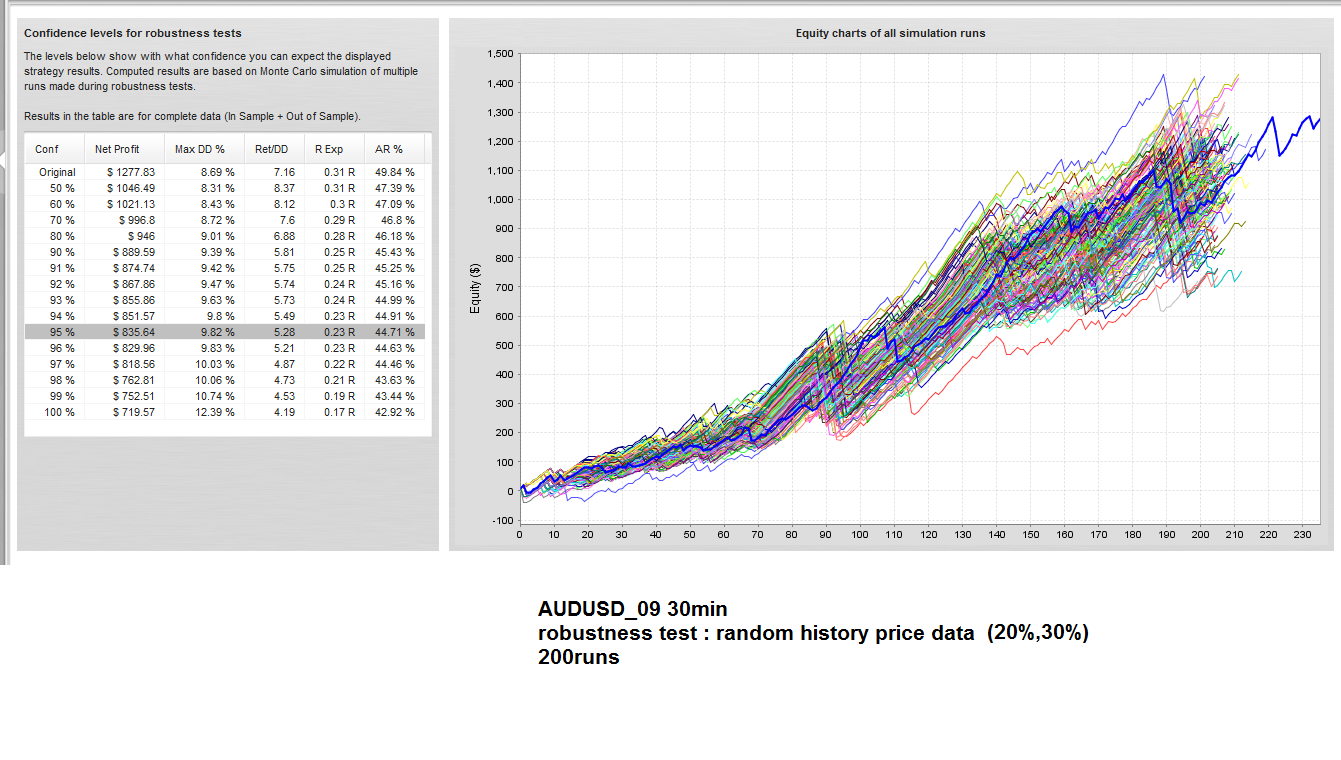 Confidence levels for robustness tests
The levels below show with what confidence you can expect the displayed
strategy results. Computed results are based on Monte Carlo simulation of multiple
runs made during robustness tests.
Results in the table are for complete data (In Sample + Out of Sample).
Conf Net Profit Max DD % Ret/DD R Exp AR %
Original $ 1277.83 8.69 % 7.16 0.31 R 49.84 %
50 % $ 1046.49 8.31 % 8.37 0.31 R 47.39 %
60 % $ 1021.13 8.43 % 8.12 0.3 R 47.09 %
70 % $ 996.8 8.72 % 7.6 0.29 R 46.8 %
80 % $ 946 9.01 % 6.88 0.28 R 46.18 %
90 % $ 889.59 9.39 % 5.81 0.25 R 45.43 %
91 % $ 874.74 9.42 % 5.75 0.25 R 45.25 %
92 % $ 867.86 9.47 % 5.74 0.24 R 45.16 %
93 % $ 855.86 9.63 % 5.73 0.24 R 44.99 %
94 % $ 851.57 9.8 % 5.49 0.23 R 44.91 %
95 % $ 835.64 9.82 % 5.28 0.23 R 44.71 %
96 % $ 829.96 9.83 % 5.21 0.23 R 44.63 %
97 % $ 818.56 10.03 % 4.87 0.22 R 44.46 %
98 % $ 762.81 10.06 % 4.73 0.21 R 43.63 %
99 % $ 752.51 10.74 % 4.53 0.19 R 43.44 %
100 % $ 719.57 12.39 % 4.19 0.17 R 42.92 %
Equity charts of all simulation runs
Equity ($)
1,500
1,400
1,300
1,200
1,100
1,000
900
800
700
600
500
400
300
200
100
0
-100
0 10 20 30 40 50 60 70 80 90 100 110 120 130 140 150 160 170 180 190 200 210 220 230
AUDUSD_09 30min
robustness test : random history price data (20%,30%)
200runs